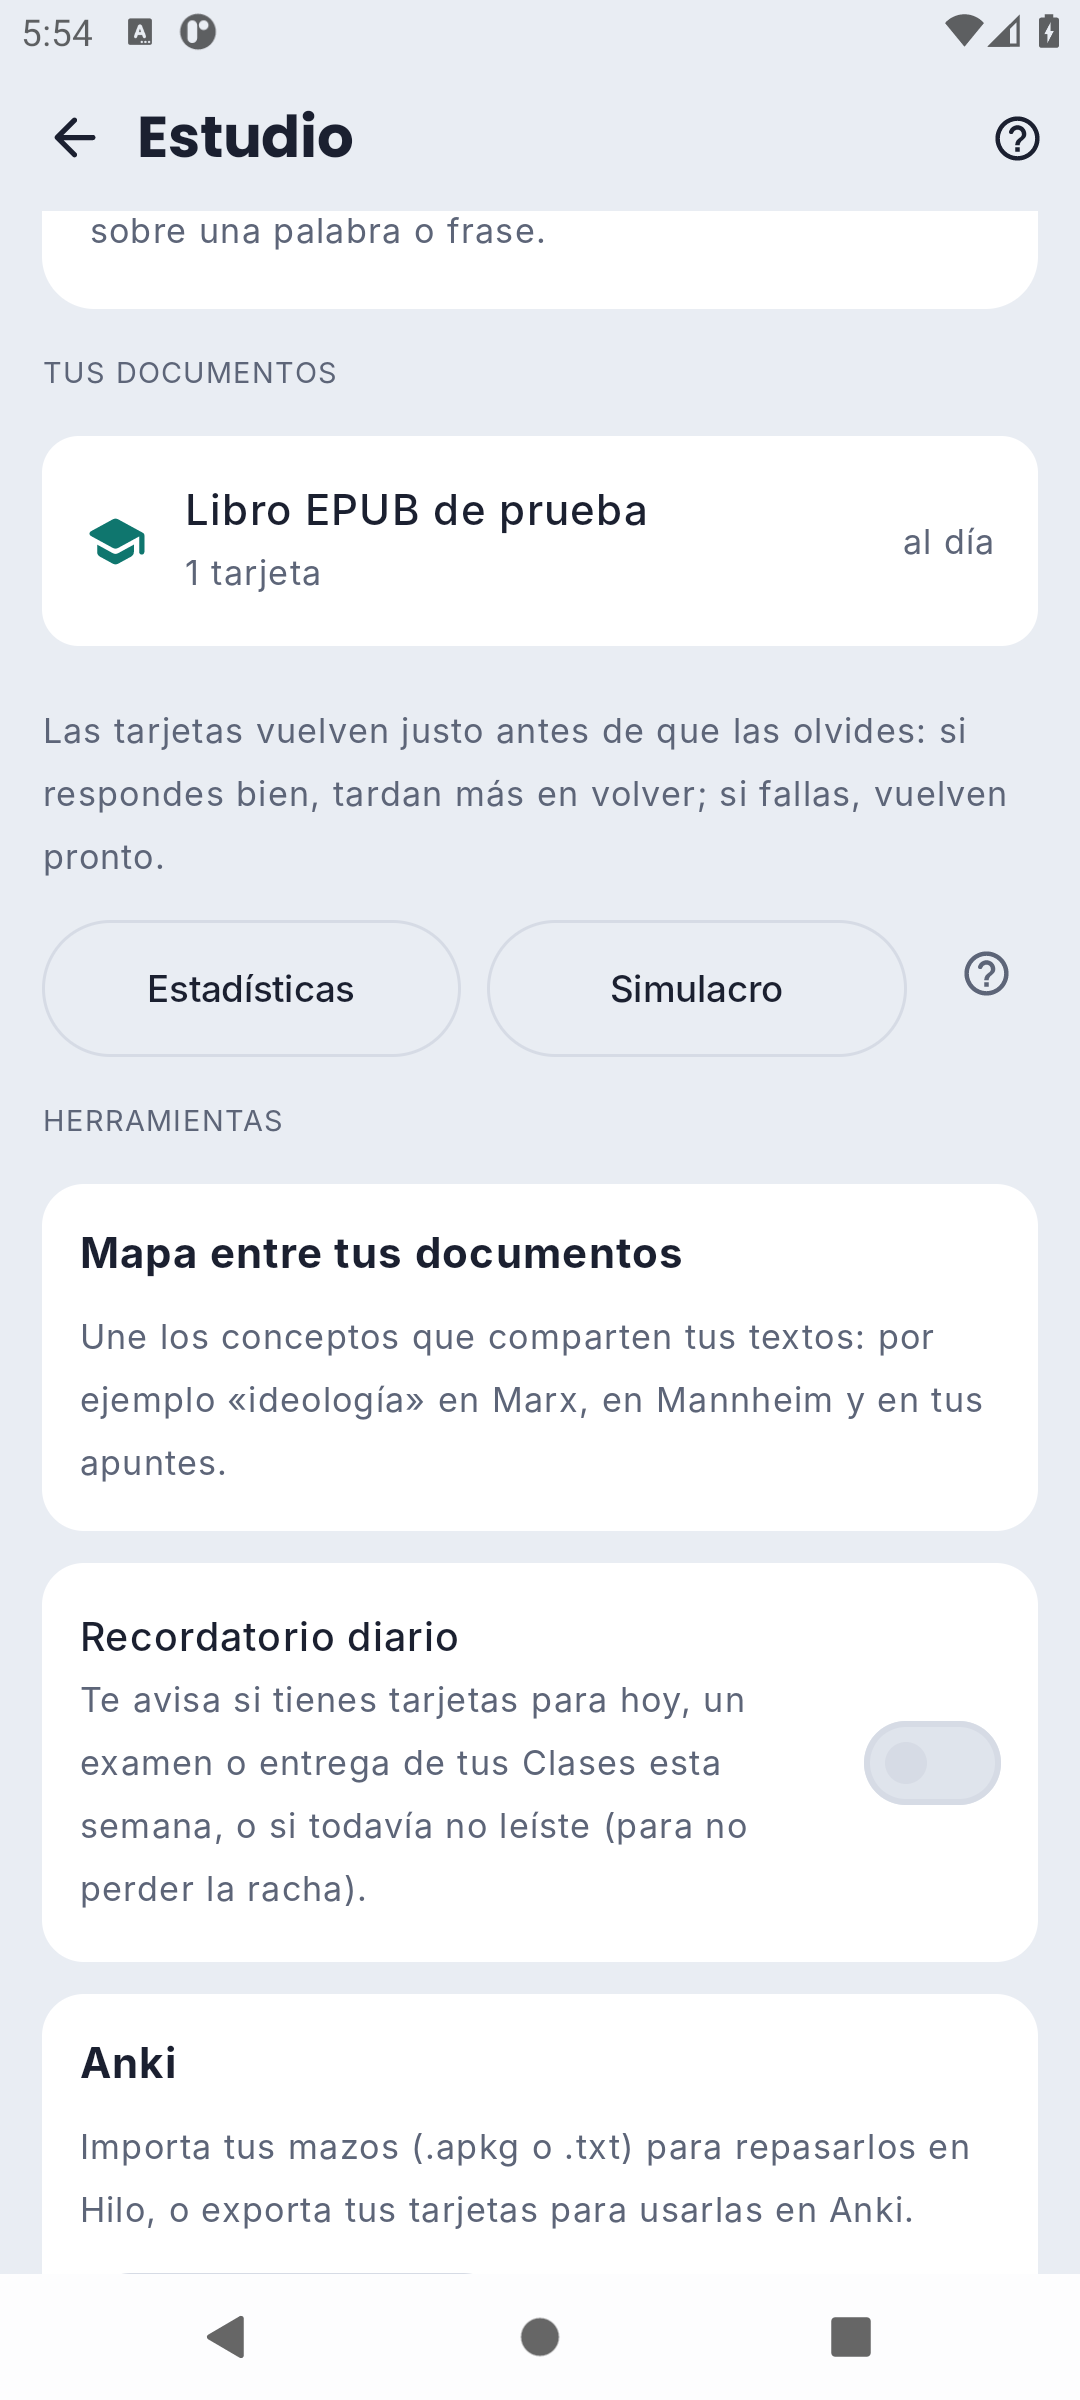 5:54
Estudio
sobre una palabra o frase.
TUS DOCUMENTOS
Libro EPUB de prueba
1 tarjeta
al día
Las tarjetas vuelven justo antes de que las olvides: si
respondes bien, tardan más en volver; si fallas, vuelven
pronto.
Estadísticas
Simulacro
HERRAMIENTAS
Mapa entre tus documentos
Une los conceptos que comparten tus textos: por
ejemplo «ideología» en Marx, en Mannheim y en tus
apuntes.
Recordatorio diario
Te avisa si tienes tarjetas para hoy, un
examen o entrega de tus Clases esta
semana, o si todavía no leíste (para no
perder la racha).
Anki
Importa tus mazos (.apkg o .txt) para repasarlos en
Hilo, o exporta tus tarjetas para usarlas en Anki.